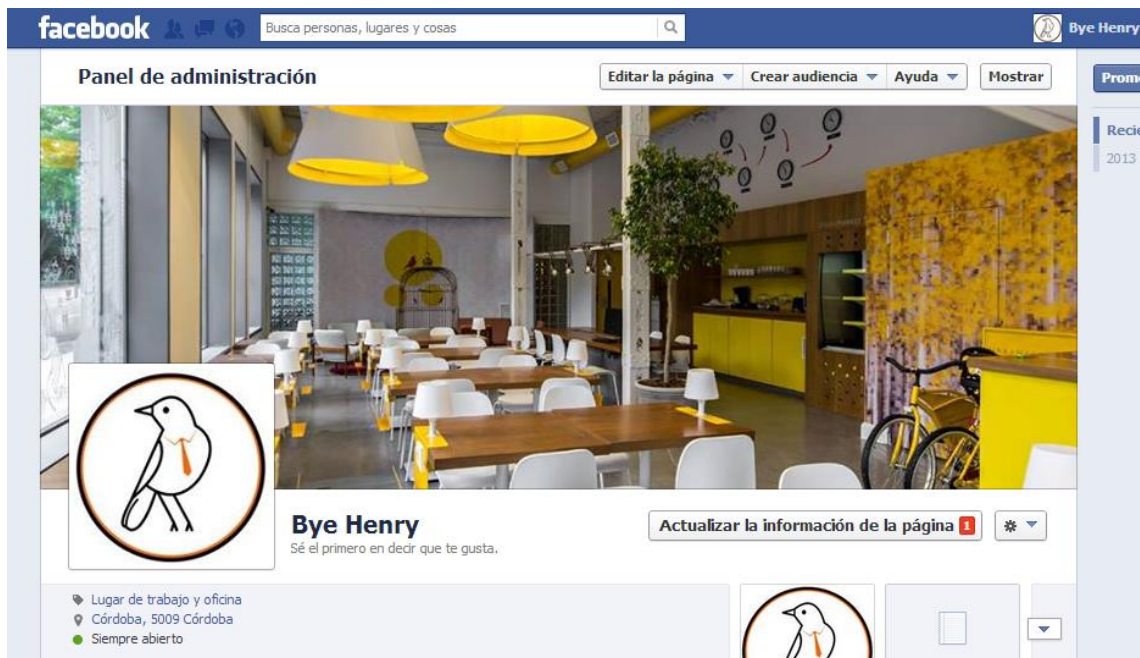 facebook
Busca personas, lugares y cosas
Bye Henry
Panel de administración
Editar la página
Crear audiencia
Ayuda
Mostrar
Recie
2013
Bye Henry
Sé el primero en decir que te gusta.
Actualizar la información de la página 1
Lugar de trabajo y oficina
Córdoba, 5009 Córdoba
Siempre abierto